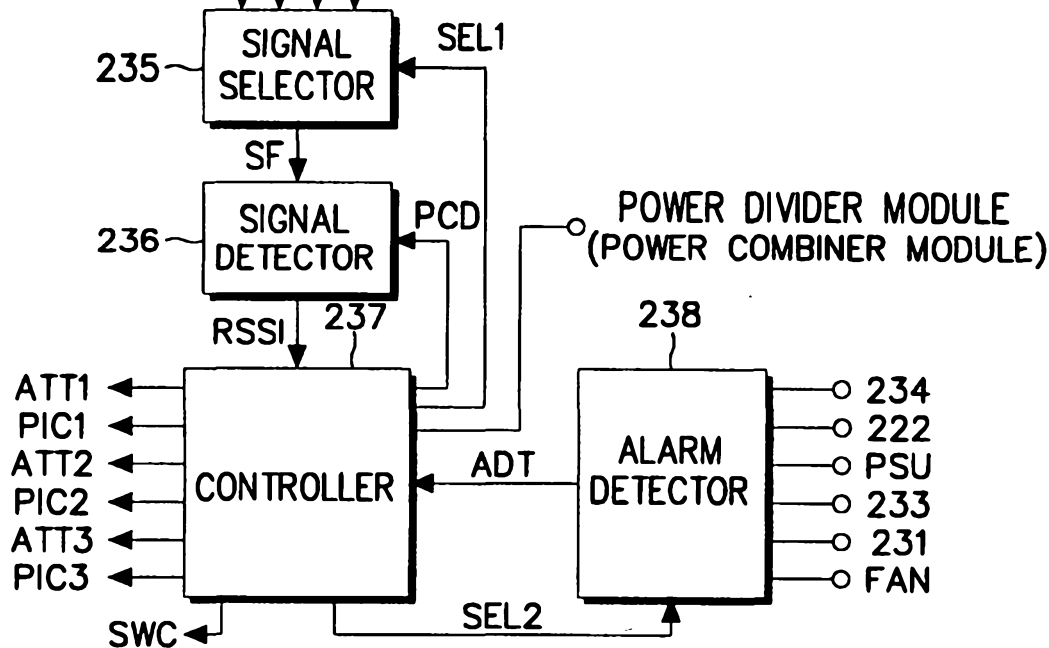 SIGNAL
SELECTOR
235
SEL1
SF
SIGNAL
DETECTOR
236
PCD
POWER DIVIDER MODULE
(POWER COMBINER MODULE)
RSSI
237
238
ATT1
PIC1
ATT2
PIC2
ATT3
PIC3
CONTROLLER
ADT
ALARM
DETECTOR
234
222
PSU
233
231
FAN
SWC
SEL2